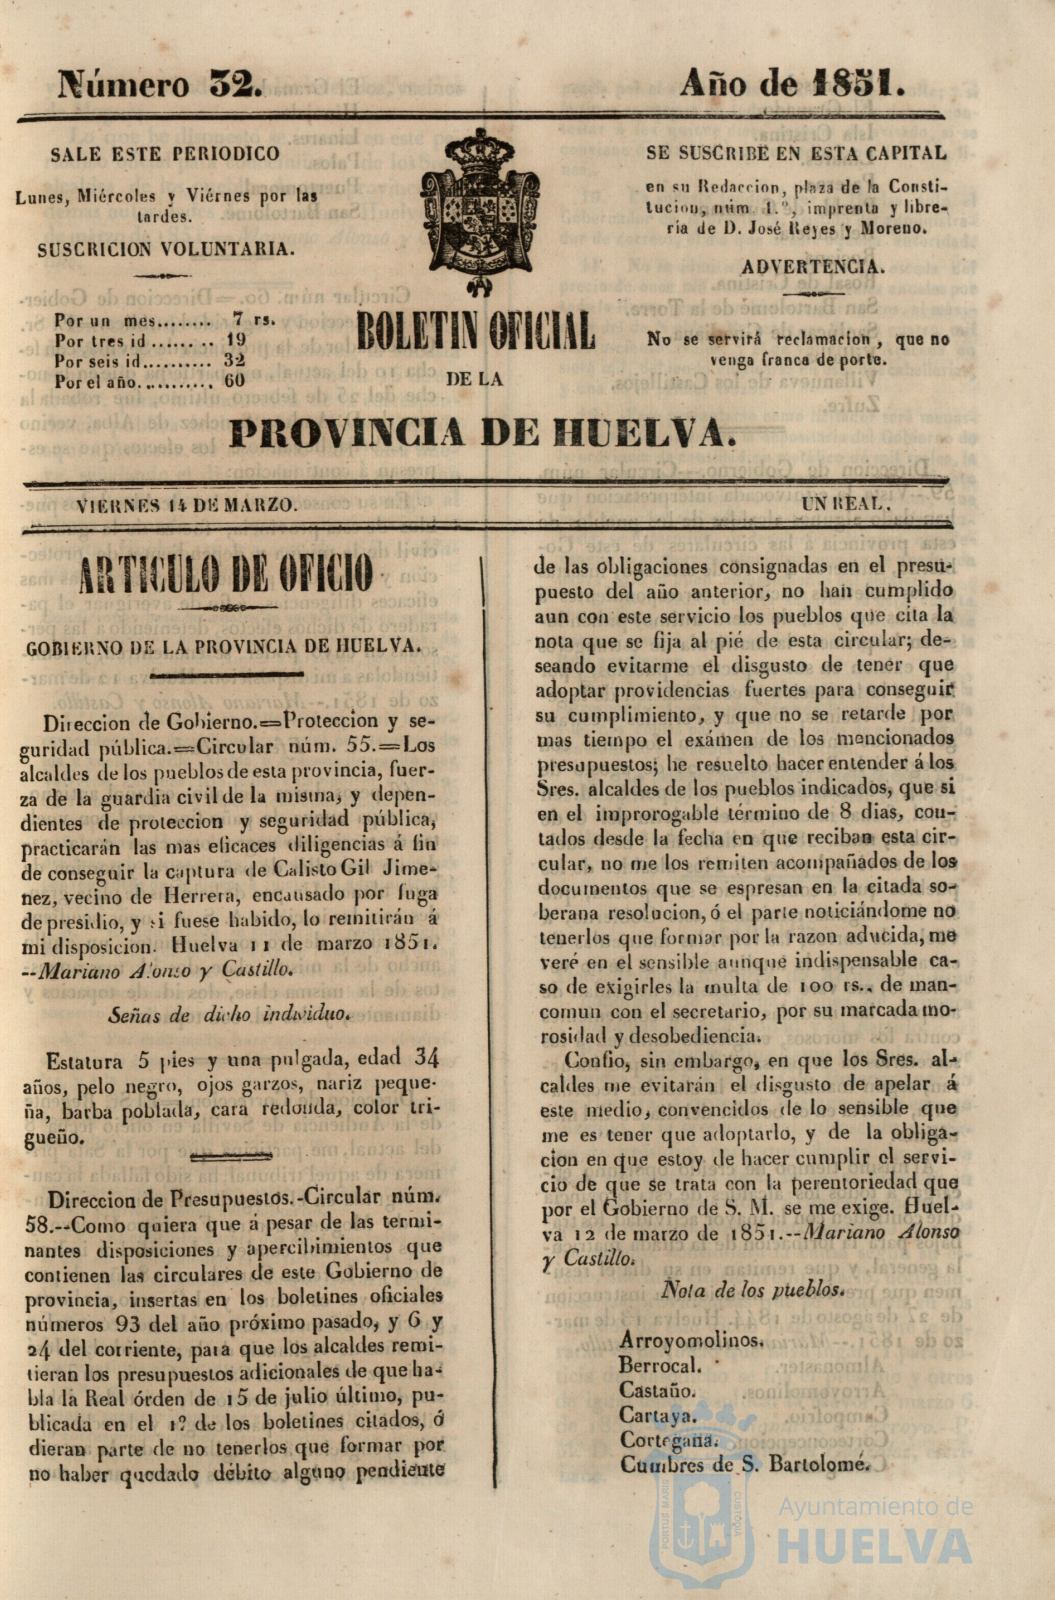 Número 32.
Año de 1851.
SALE ESTE PERIODICO
Lunes, Miércoles y Viérnes por las
tardes.
SUSCRICION VOLUNTARIA.
Por un mes........ 7 rs.
Por tres id ....... .. 19
Por seis id.......... 32
Por el año........... 60
SE SUSCRIBE EN ESTA CAPITAL
en su Redaccion, plaza de la Consti-
tucion, núm. 1.º, imprenta y libre-
ría de D. José Reyes y Moreno.
ADVERTENCIA.
No se servirá reclamacion, que no
venga franca de porte.
BOLETIN OFICIAL
DE LA
PROVINCIA DE HUELVA.
VIERNES 14 DE MARZO.
UN REAL.
ARTICULO DE OFICIO
GOBIERNO DE LA PROVINCIA DE HUELVA.
Direccion de Gobierno.=Proteccion y se-
guridad pública.=Circular núm. 55.=Los
alcaldes de los pueblos de esta provincia, fuer-
za de la guardia civil de la misma, y depen-
dientes de proteccion y seguridad pública,
practicarán las mas eficaces diligencias á fin
de conseguir la captura de Calisto Gil Jime-
nez, vecino de Herrera, encausado por fuga
de presidio, y si fuese habido, lo remitirán á
mi disposicion. Huelva 11 de marzo 1851.
--Mariano Alonso y Castillo.
Señas de dicho individuo.
Estatura 5 pies y una pulgada, edad 34
años, pelo negro, ojos garzos, nariz peque-
ña, barba poblada, cara redonda, color tri-
gueño.
Direccion de Presupuestos.-Circular núm.
58.--Como quiera que á pesar de las termi-
nantes disposiciones y apercibimientos que
contienen las circulares de este Gobierno de
provincia, insertas en los boletines oficiales
números 93 del año próximo pasado, y 6 y
24 del corriente, para que los alcaldes remi-
tieran los presupuestos adicionales de que ha-
bla la Real órden de 15 de julio último, pu-
blicada en el 1.º de los boletines citados, ó
dieran parte de no tenerlos que formar por
no haber quedado débito alguno pendiente
de las obligaciones consignadas en el presu-
puesto del año anterior, no han cumplido
aun con este servicio los pueblos que cita la
nota que se fija al pié de esta circular; de-
seando evitarme el disgusto de tener que
adoptar providencias fuertes para conseguir
su cumplimiento, y que no se retarde por
mas tiempo el exámen de los mencionados
presupuestos; he resuelto hacer entender á los
Sres. alcaldes de los pueblos indicados, que si
en el improrogable término de 8 dias, con-
tados desde la fecha en que reciban esta cir-
cular, no me los remiten acompañados de los
documentos que se espresan en la citada so-
berana resolucion, ó el parte noticiándome no
tenerlos que formar por la razon aducida, me
veré en el sensible aunque indispensable ca-
so de exigirles la multa de 100 rs., de man-
comun con el secretario, por su marcada mo-
rosidad y desobediencia.
Confio, sin embargo, en que los Sres. al-
caldes me evitarán el disgusto de apelar á
este medio, convencidos de lo sensible que
me es tener que adoptarlo, y de la obliga-
cion en que estoy de hacer cumplir el servi-
cio de que se trata con la perentoriedad que
por el Gobierno de S. M. se me exige. Huel-
va 12 de marzo de 1851.--Mariano Alonso
y Castillo.
Nota de los pueblos.
Arroyomolinos.
Berrocal.
Castaño.
Cartaya.
Cortegana.
Cumbres de S. Bartolomé.
PORTUS MARIS
CUSTODIA
Ayuntamiento de
HUELVA